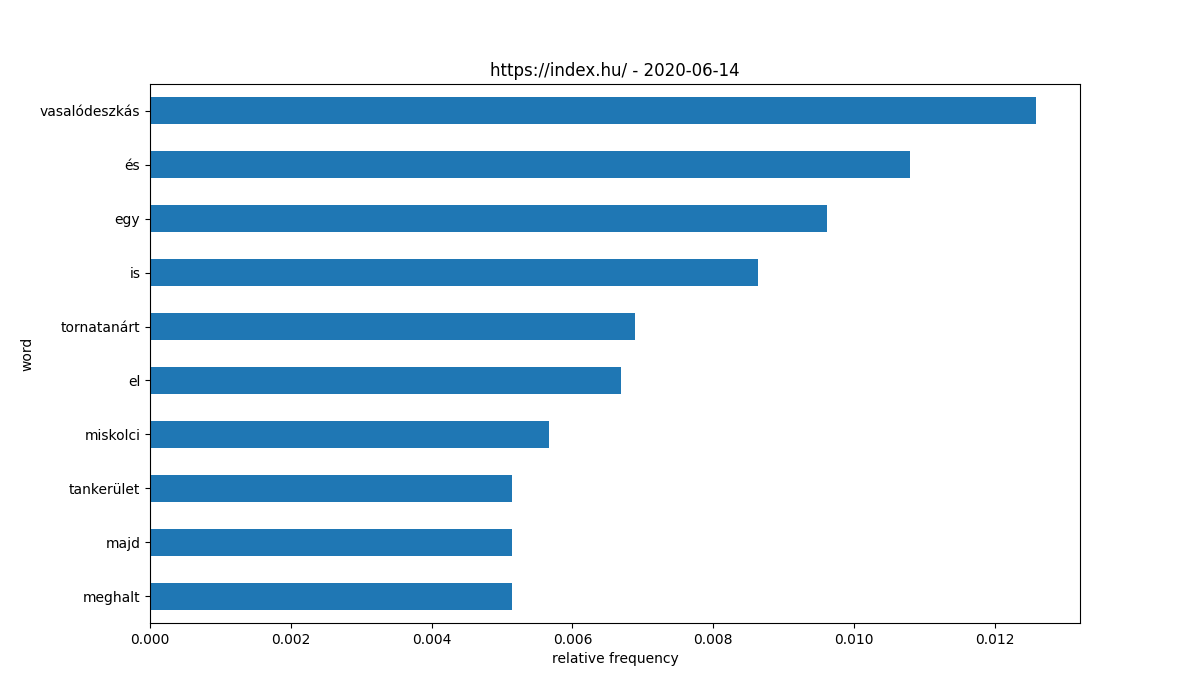 https://index.hu/ - 2020-06-14
word
vasalódeszkás
és
egy
is
tornatanárt
el
miskolci
tankerület
majd
meghalt
0.000 0.002 0.004 0.006 0.008 0.010 0.012
relative frequency